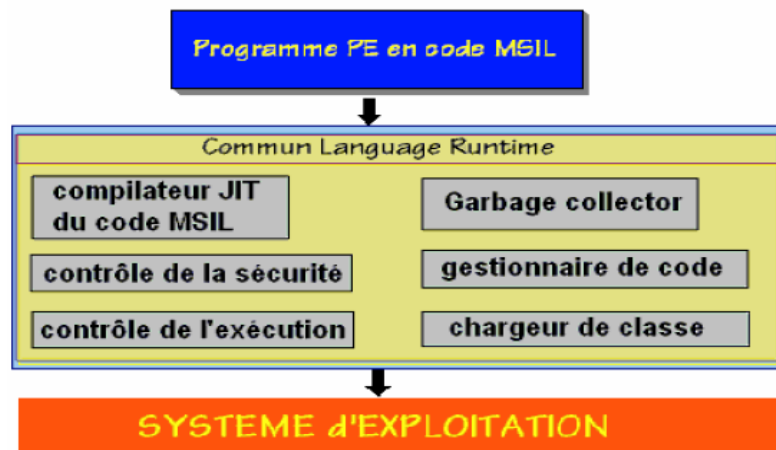 Programme PE en code MSIL
Commun Language Runtime
compilateur JIT
du code MSIL
Garbage collector
contrôle de la sécurité
gestionnaire de code
contrôle de l'exécution
chargeur de classe
SYSTEME d'EXPLOITATION